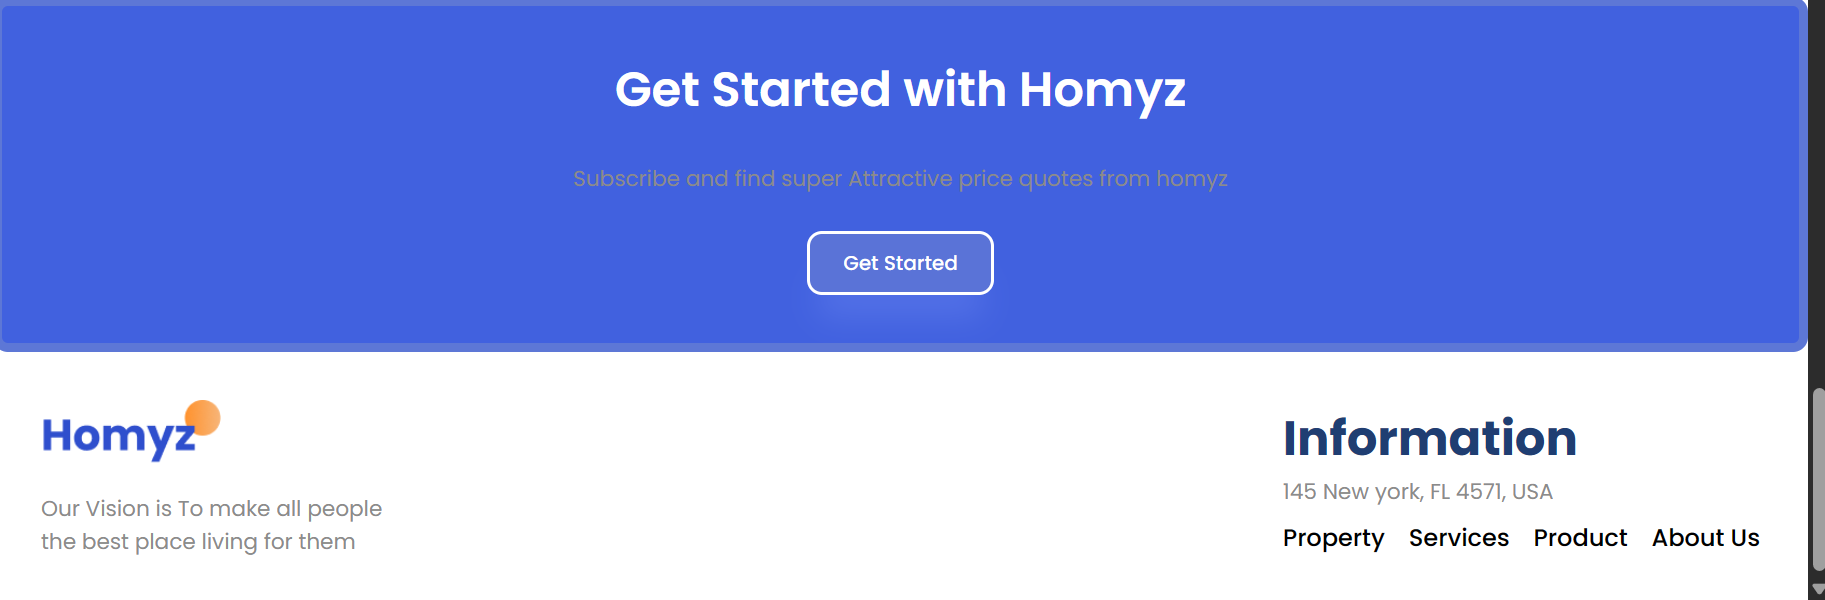 Get Started with Homyz
Subscribe and find super Attractive price quotes from homyz
Get Started
Homyz
Our Vision is To make all people
the best place living for them
Information
145 New york, FL 4571, USA
Property Services Product About Us